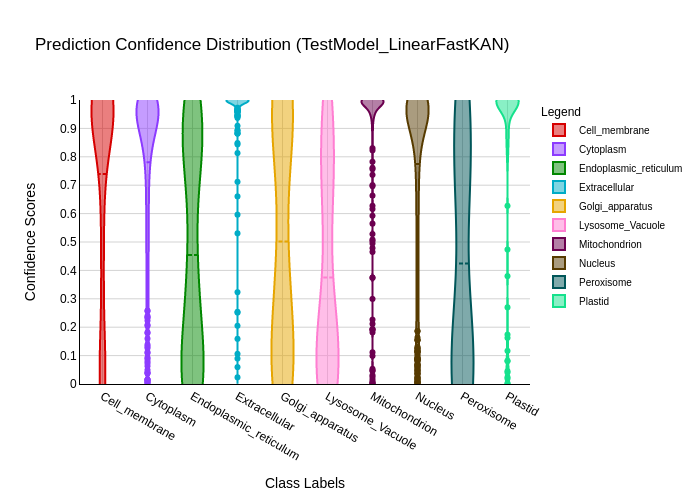 Prediction Confidence Distribution (TestModel_LinearFastKAN)
Legend
Cell_membrane
Cytoplasm
Endoplasmic_reticulum
Extracellular
Golgi_apparatus
Lysosome_Vacuole
Mitochondrion
Nucleus
Peroxisome
Plastid
Confidence Scores
1
0.9
0.8
0.7
0.6
0.5
0.4
0.3
0.2
0.1
0
Cell_membrane
Cytoplasm
Endoplasmic_reticulum
Extracellular
Golgi_apparatus
Lysosome_Vacuole
Mitochondrion
Nucleus
Peroxisome
Plastid
Class Labels